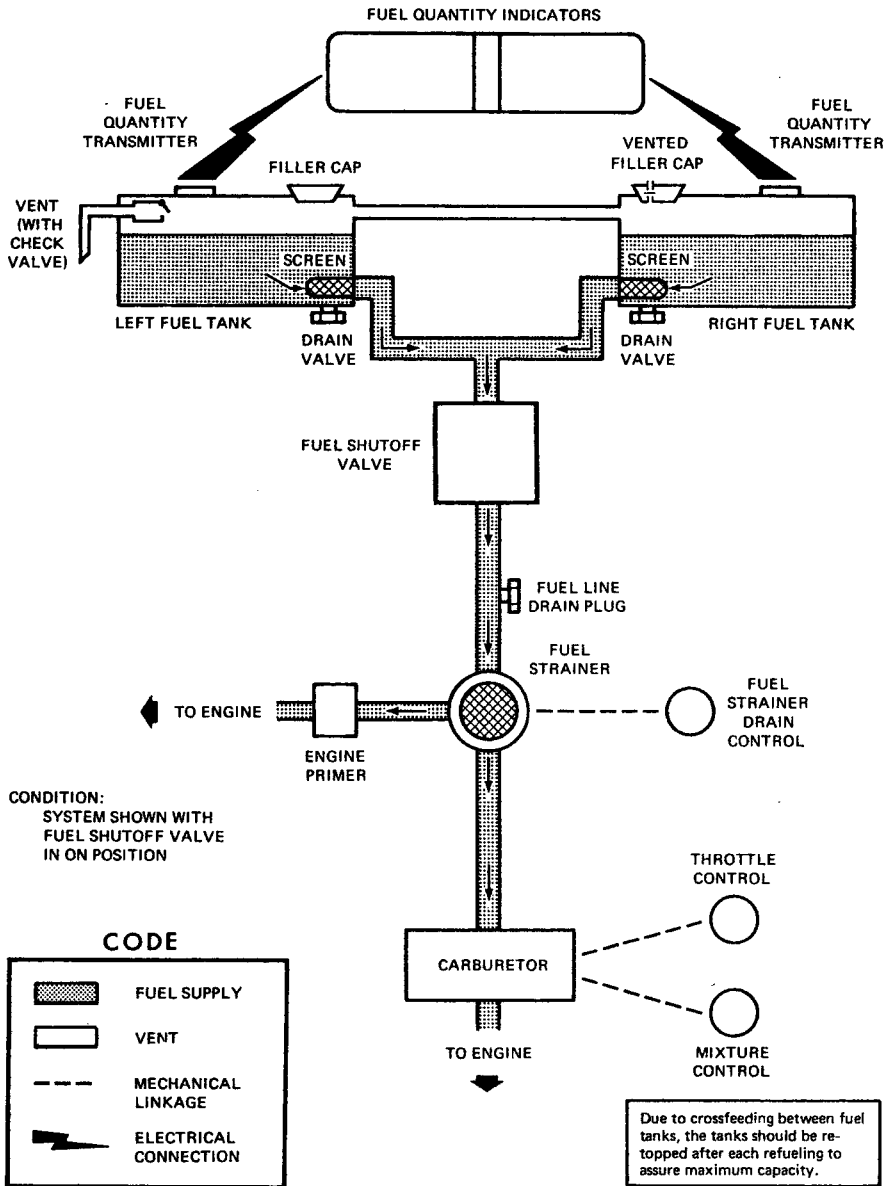 FUEL QUANTITY INDICATORS
FUEL
QUANTITY
TRANSMITTER
FUEL
QUANTITY
TRANSMITTER
FILLER CAP
VENTED
FILLER CAP
VENT
(WITH
CHECK
VALVE)
SCREEN
SCREEN
LEFT FUEL TANK
RIGHT FUEL TANK
DRAIN
VALVE
DRAIN
VALVE
FUEL SHUTOFF
VALVE
FUEL LINE
DRAIN PLUG
FUEL
STRAINER
FUEL
STRAINER
DRAIN
CONTROL
TO ENGINE
ENGINE
PRIMER
CONDITION:
SYSTEM SHOWN WITH
FUEL SHUTOFF VALVE
IN ON POSITION
THROTTLE
CONTROL
CARBURETOR
MIXTURE
CONTROL
TO ENGINE
CODE
FUEL SUPPLY
VENT
MECHANICAL
LINKAGE
ELECTRICAL
CONNECTION
Due to crossfeeding between fuel
tanks, the tanks should be re-
topped after each refueling to
assure maximum capacity.